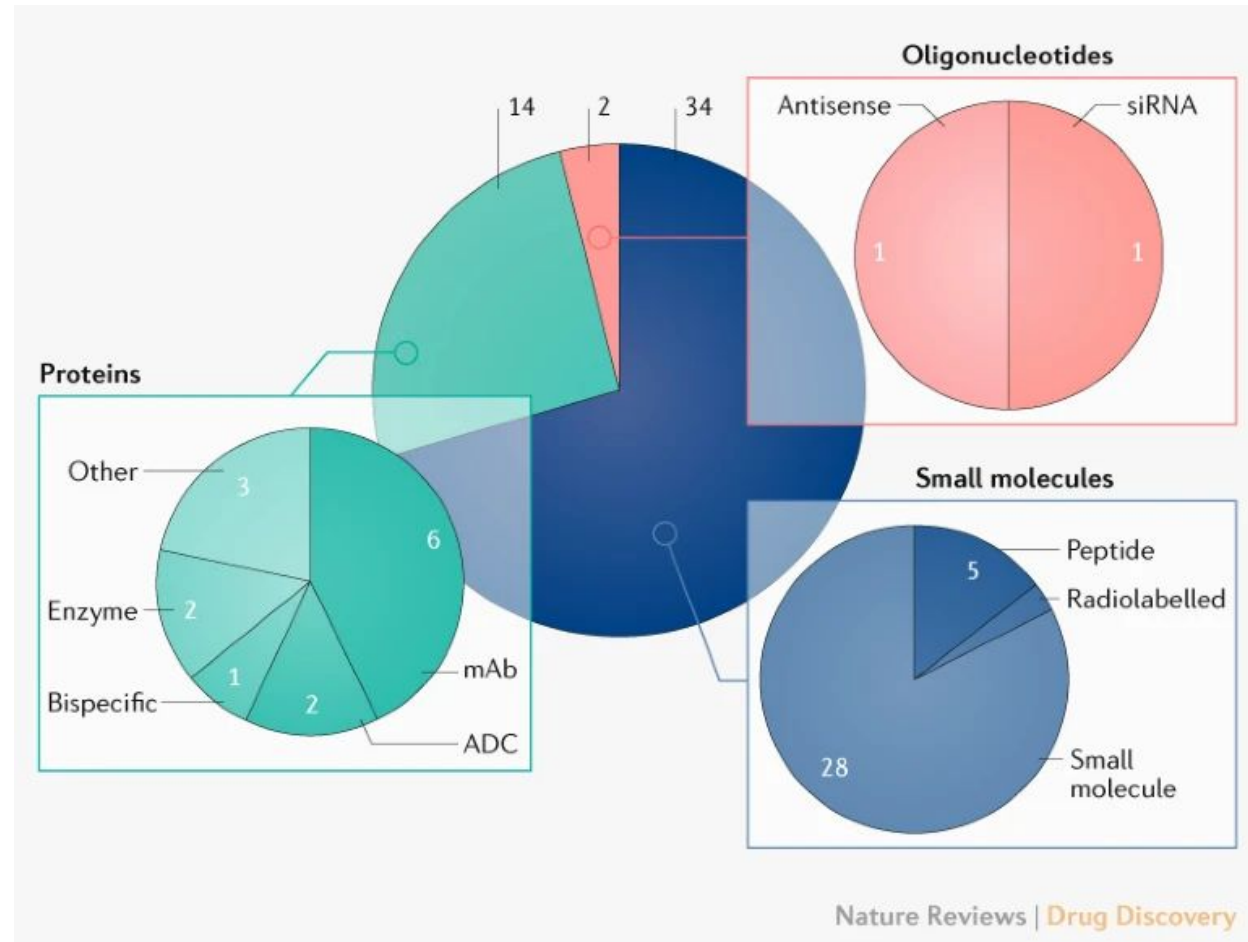 Oligonucleotides
14
2
34
Antisense
siRNA
1
1
Proteins
Other
3
6
Enzyme
2
Bispecific
1
2
mAb
ADC
Small molecules
5
Peptide
Radiolabelled
28
Small
molecule
Nature Reviews | Drug Discovery